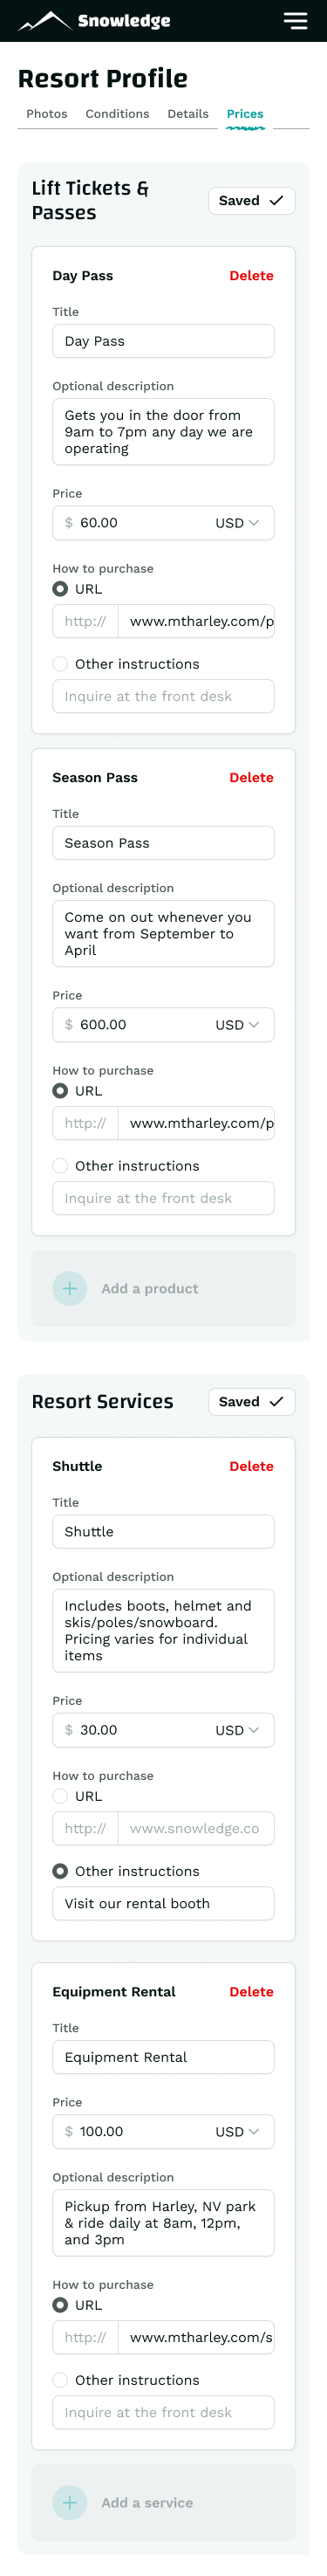 Snowledge
Resort Profile
Photos Conditions Details Prices
Lift Tickets &
Passes
Saved
Day Pass Delete
Title
Day Pass
Optional description
Gets you in the door from
9am to 7pm any day we are
operating
Price
$ 60.00 USD
How to purchase
URL
http:// www.mtharley.com/p
Other instructions
Inquire at the front desk
Season Pass Delete
Title
Season Pass
Optional description
Come on out whenever you
want from September to
April
Price
$ 600.00 USD
How to purchase
URL
http:// www.mtharley.com/p
Other instructions
Inquire at the front desk
Add a product
Resort Services Saved
Shuttle Delete
Title
Shuttle
Optional description
Includes boots, helmet and
skis/poles/snowboard.
Pricing varies for individual
items
Price
$ 30.00 USD
How to purchase
URL
http:// www.snowledge.co
Other instructions
Visit our rental booth
Equipment Rental Delete
Title
Equipment Rental
Price
$ 100.00 USD
Optional description
Pickup from Harley, NV park
& ride daily at 8am, 12pm,
and 3pm
How to purchase
URL
http:// www.mtharley.com/s
Other instructions
Inquire at the front desk
Add a service